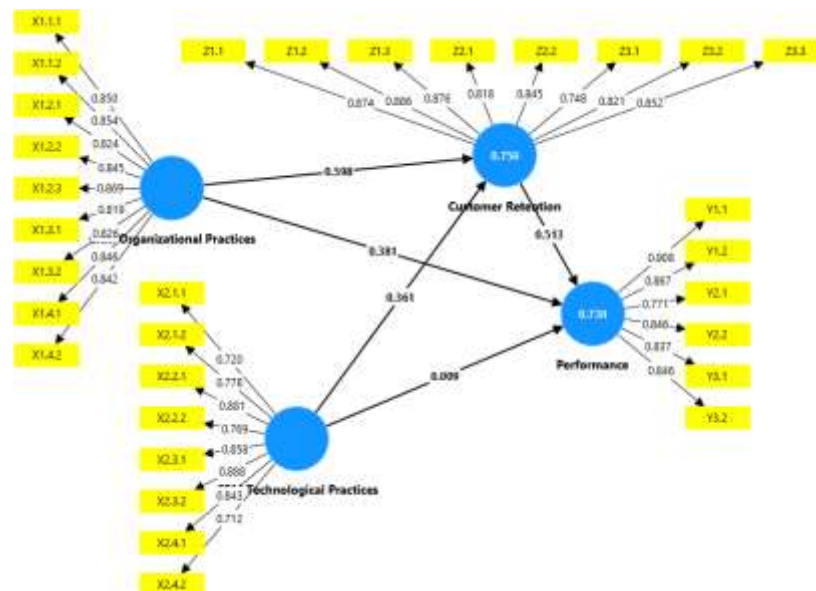 X1.1.1
X1.1.2
X1.2.1
X1.2.2
X1.2.3
X1.3.1
X1.3.2
X1.4.1
X1.4.2
0.850
0.854
0.824
0.845
0.869
0.819
0.826
0.846
0.842
Organizational Practices
Z1.1
Z1.2
Z1.3
Z2.1
Z2.2
Z3.1
Z3.2
Z3.3
0.874
0.886
0.876
0.818
0.845
0.748
0.821
0.852
Customer Retention
0.598
0.381
0.361
0.513
0.009
X2.1.1
X2.1.2
X2.2.1
X2.2.2
X2.3.1
X2.3.2
X2.4.1
X2.4.2
0.720
0.778
0.881
0.769
0.858
0.888
0.843
0.712
Technological Practices
Y1.1
Y1.2
Y2.1
Y2.2
Y3.1
Y3.2
0.908
0.867
0.771
0.846
0.837
0.846
Performance